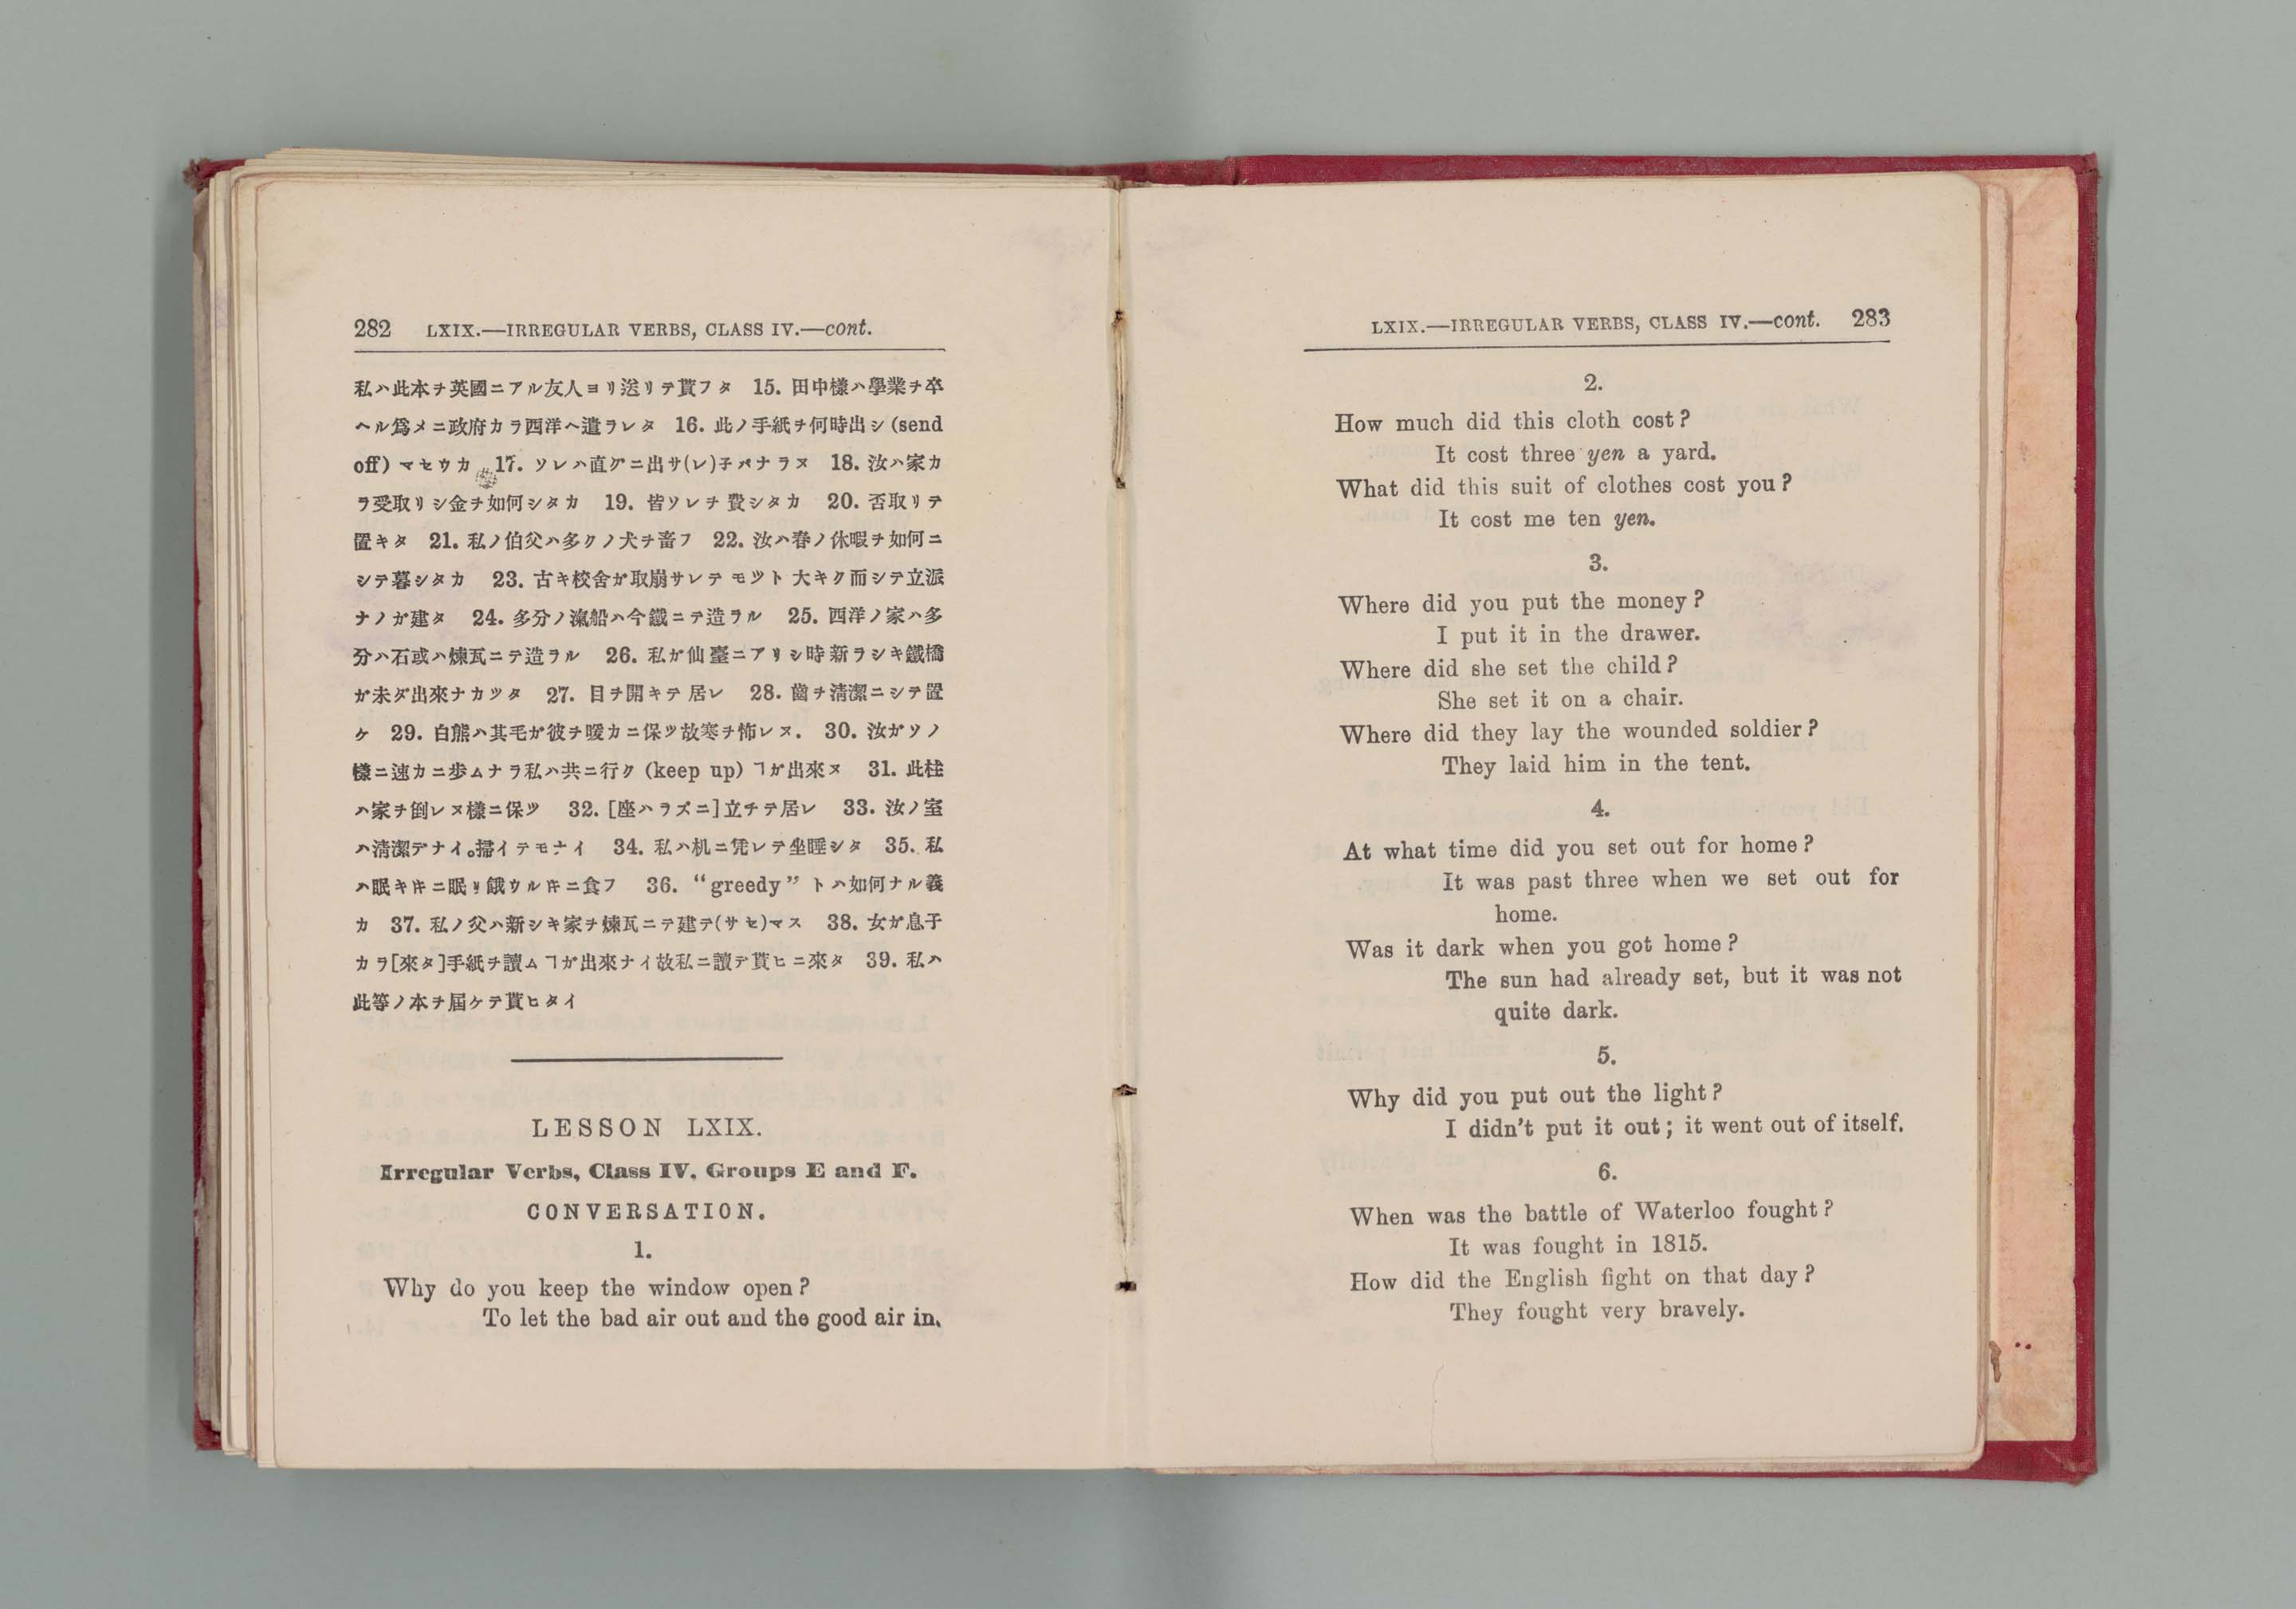 282 LXIX.—IRREGULAR VERBS, CLASS IV.—cont.
私ハ此本ヲ英國ニアル友人ヨリ送リテ貰フタ 15. 田中樣ハ學業ヲ卒
ヘル爲メニ政府カラ西洋ヘ遣ラレタ 16. 此ノ手紙ヲ何時出シ (send
off) マセウカ 17. ソレハ直グニ出サ(レ)子バナラヌ 18. 汝ハ家カ
ラ受取リシ金ヲ如何シタカ 19. 皆ソレヲ費シタカ 20. 否取リテ
置キタ 21. 私ノ伯父ハ多クノ犬ヲ畜フ 22. 汝ハ春ノ休暇ヲ如何ニ
シテ暮シタカ 23. 古キ校舍ガ取崩サレテ モツト 大キク而シテ立派
ナノガ建タ 24. 多分ノ滊船ハ今鐵ニテ造ラル 25. 西洋ノ家ハ多
分ハ石或ハ煉瓦ニテ造ラル 26. 私ガ仙臺ニアリシ時新ラシキ鐵橋
ガ未ダ出來ナカツタ 27. 目ヲ開キテ居レ 28. 齒ヲ清潔ニシテ置
ケ 29. 白熊ハ其毛ガ彼ヲ暖カニ保ツ故寒ヲ怖レヌ. 30. 汝ガソノ
樣ニ速カニ歩ムナラ私ハ共ニ行ク (keep up) ヿガ出來ヌ 31. 此柱
ハ家ヲ倒レヌ樣ニ保ツ 32. [座ハラズニ]立チテ居レ 33. 汝ノ室
ハ清潔デナイ。掃イテモナイ 34. 私ハ机ニ凭レテ坐睡シタ 35. 私
ハ眠キ𪜈ニ眠リ餓ウル𪜈ニ食フ 36. “greedy” トハ如何ナル義
カ 37. 私ノ父ハ新シキ家ヲ煉瓦ニテ建テ(サセ)マス 38. 女ガ息子
カラ[來タ]手紙ヲ讀ムヿガ出來ナイ故私ニ讀デ貰ヒニ來タ 39. 私ハ
此等ノ本ヲ屆ケテ貰ヒタイ
LESSON LXIX.
Irregular Verbs, Class IV, Groups E and F.
CONVERSATION.
1.
Why do you keep the window open?
To let the bad air out and the good air in.
LXIX.—IRREGULAR VERBS, CLASS IV.—cont. 283
2.
How much did this cloth cost?
It cost three yen a yard.
What did this suit of clothes cost you?
It cost me ten yen.
3.
Where did you put the money?
I put it in the drawer.
Where did she set the child?
She set it on a chair.
Where did they lay the wounded soldier?
They laid him in the tent.
4.
At what time did you set out for home?
It was past three when we set out for
home.
Was it dark when you got home?
The sun had already set, but it was not
quite dark.
5.
Why did you put out the light?
I didn't put it out; it went out of itself.
6.
When was the battle of Waterloo fought?
It was fought in 1815.
How did the English fight on that day?
They fought very bravely.